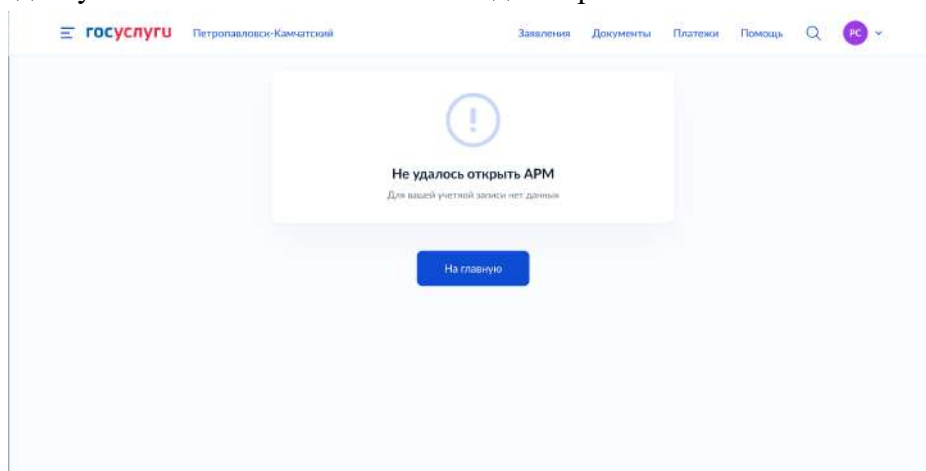 госуслуги Петропавловск-Камчатский Заявления Документы Платежи Помощь РС
Не удалось открыть АРМ
Для вашей учетной записи нет данных
На главную